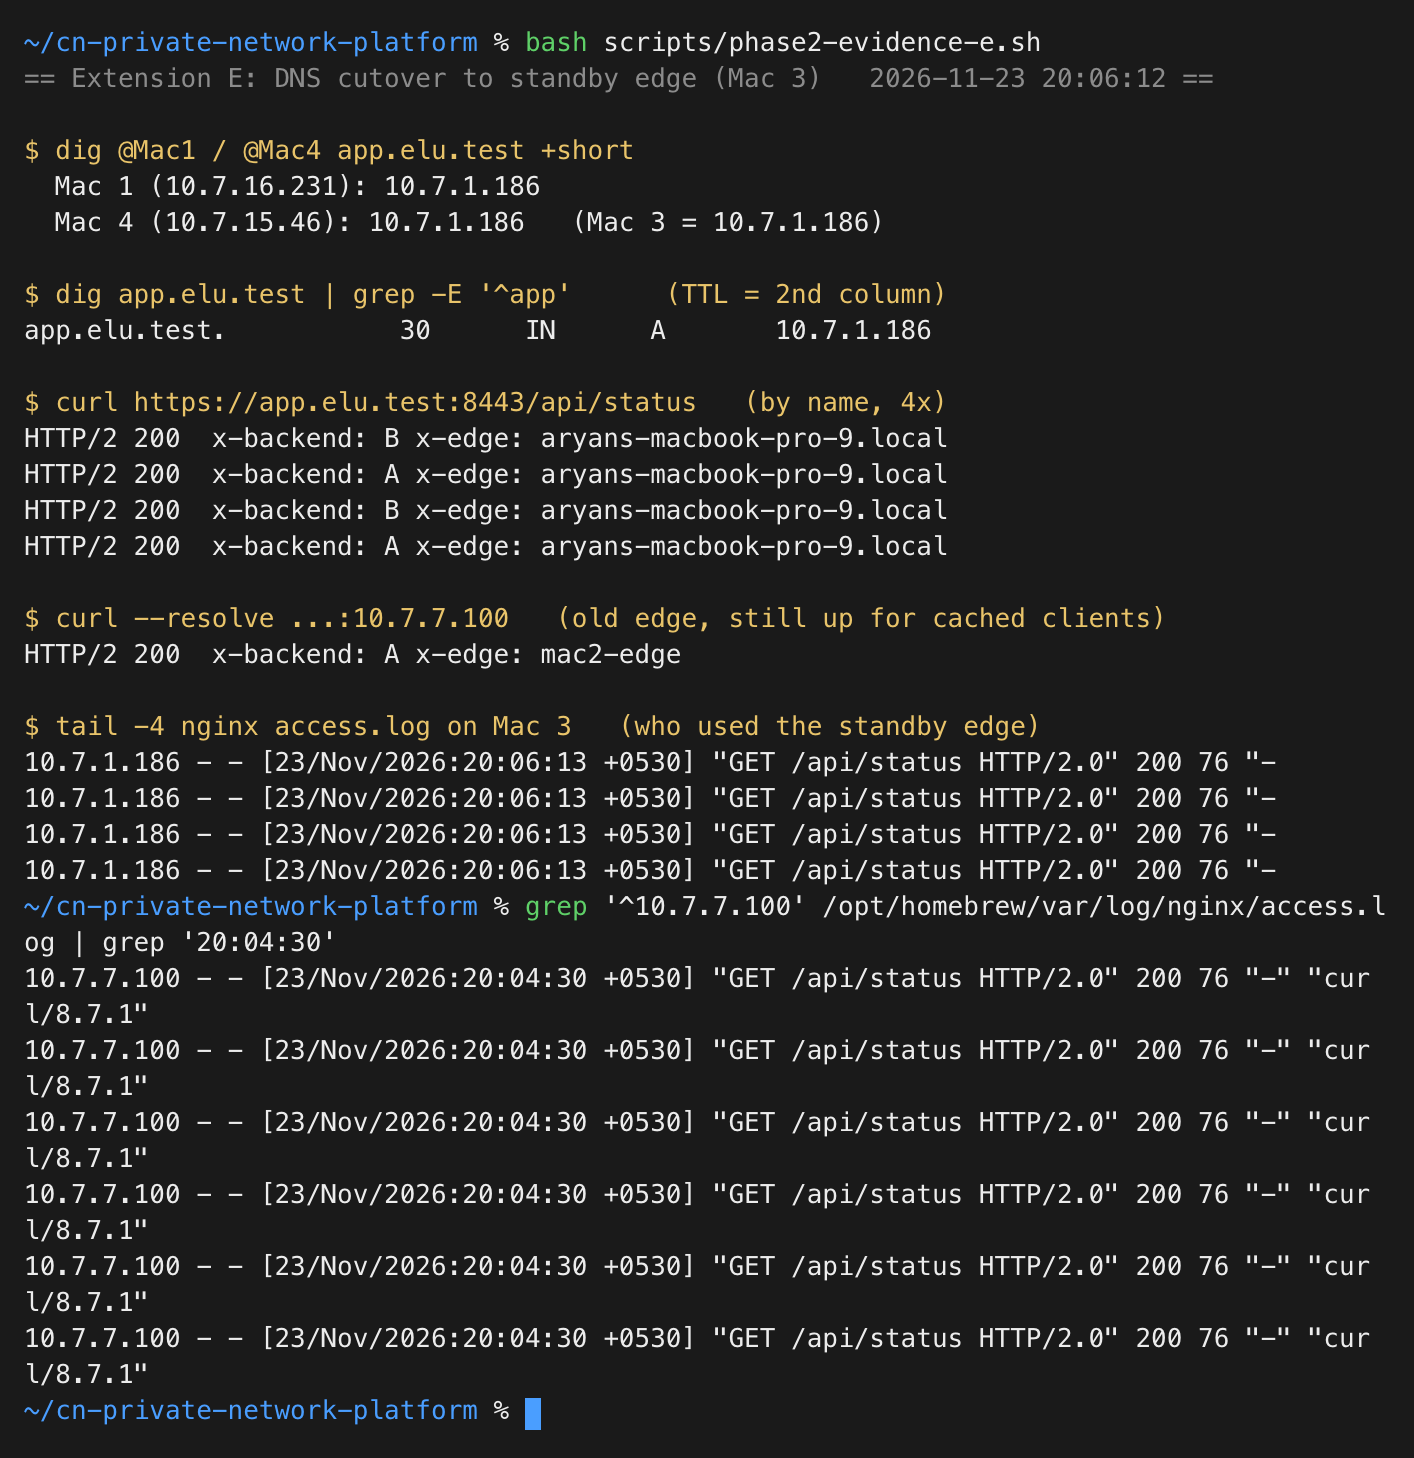 ~/cn-private-network-platform % bash scripts/phase2-evidence-e.sh
== Extension E: DNS cutover to standby edge (Mac 3)   2026-11-23 20:06:12 ==
$ dig @Mac1 / @Mac4 app.elu.test +short
  Mac 1 (10.7.16.231): 10.7.1.186
  Mac 4 (10.7.15.46): 10.7.1.186   (Mac 3 = 10.7.1.186)
$ dig app.elu.test | grep -E '^app'      (TTL = 2nd column)
app.elu.test.           30      IN      A       10.7.1.186
$ curl https://app.elu.test:8443/api/status   (by name, 4x)
HTTP/2 200  x-backend: B x-edge: aryans-macbook-pro-9.local
HTTP/2 200  x-backend: A x-edge: aryans-macbook-pro-9.local
HTTP/2 200  x-backend: B x-edge: aryans-macbook-pro-9.local
HTTP/2 200  x-backend: A x-edge: aryans-macbook-pro-9.local
$ curl --resolve ...:10.7.7.100   (old edge, still up for cached clients)
HTTP/2 200  x-backend: A x-edge: mac2-edge
$ tail -4 nginx access.log on Mac 3   (who used the standby edge)
10.7.1.186 - - [23/Nov/2026:20:06:13 +0530] "GET /api/status HTTP/2.0" 200 76 "-
10.7.1.186 - - [23/Nov/2026:20:06:13 +0530] "GET /api/status HTTP/2.0" 200 76 "-
10.7.1.186 - - [23/Nov/2026:20:06:13 +0530] "GET /api/status HTTP/2.0" 200 76 "-
10.7.1.186 - - [23/Nov/2026:20:06:13 +0530] "GET /api/status HTTP/2.0" 200 76 "-
~/cn-private-network-platform % grep '^10.7.7.100' /opt/homebrew/var/log/nginx/access.l
og | grep '20:04:30'
10.7.7.100 - - [23/Nov/2026:20:04:30 +0530] "GET /api/status HTTP/2.0" 200 76 "-" "cur
l/8.7.1"
10.7.7.100 - - [23/Nov/2026:20:04:30 +0530] "GET /api/status HTTP/2.0" 200 76 "-" "cur
l/8.7.1"
10.7.7.100 - - [23/Nov/2026:20:04:30 +0530] "GET /api/status HTTP/2.0" 200 76 "-" "cur
l/8.7.1"
10.7.7.100 - - [23/Nov/2026:20:04:30 +0530] "GET /api/status HTTP/2.0" 200 76 "-" "cur
l/8.7.1"
10.7.7.100 - - [23/Nov/2026:20:04:30 +0530] "GET /api/status HTTP/2.0" 200 76 "-" "cur
l/8.7.1"
10.7.7.100 - - [23/Nov/2026:20:04:30 +0530] "GET /api/status HTTP/2.0" 200 76 "-" "cur
l/8.7.1"
~/cn-private-network-platform %